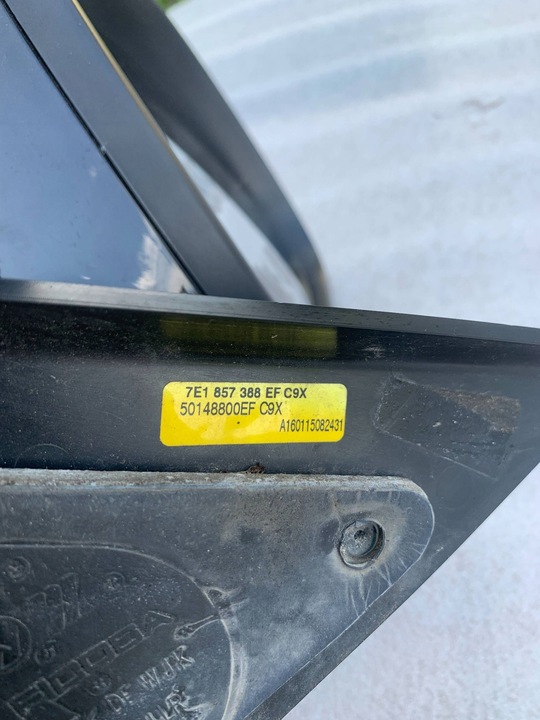 7E1 857 388 EF C9X
50148800EF C9X
A160115082431